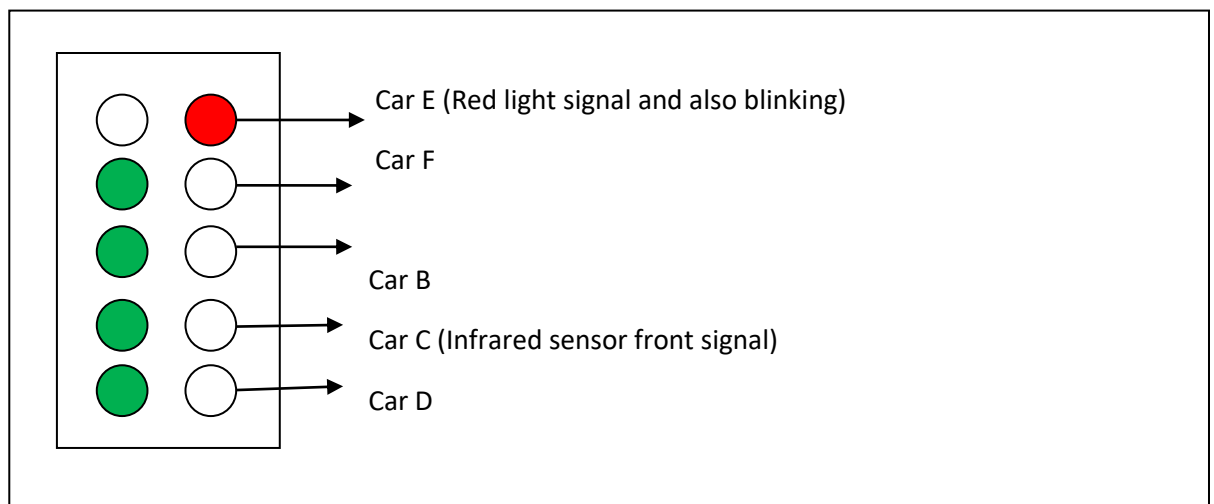 Car E (Red light signal and also blinking)
Car F
Car B
Car C (Infrared sensor front signal)
Car D